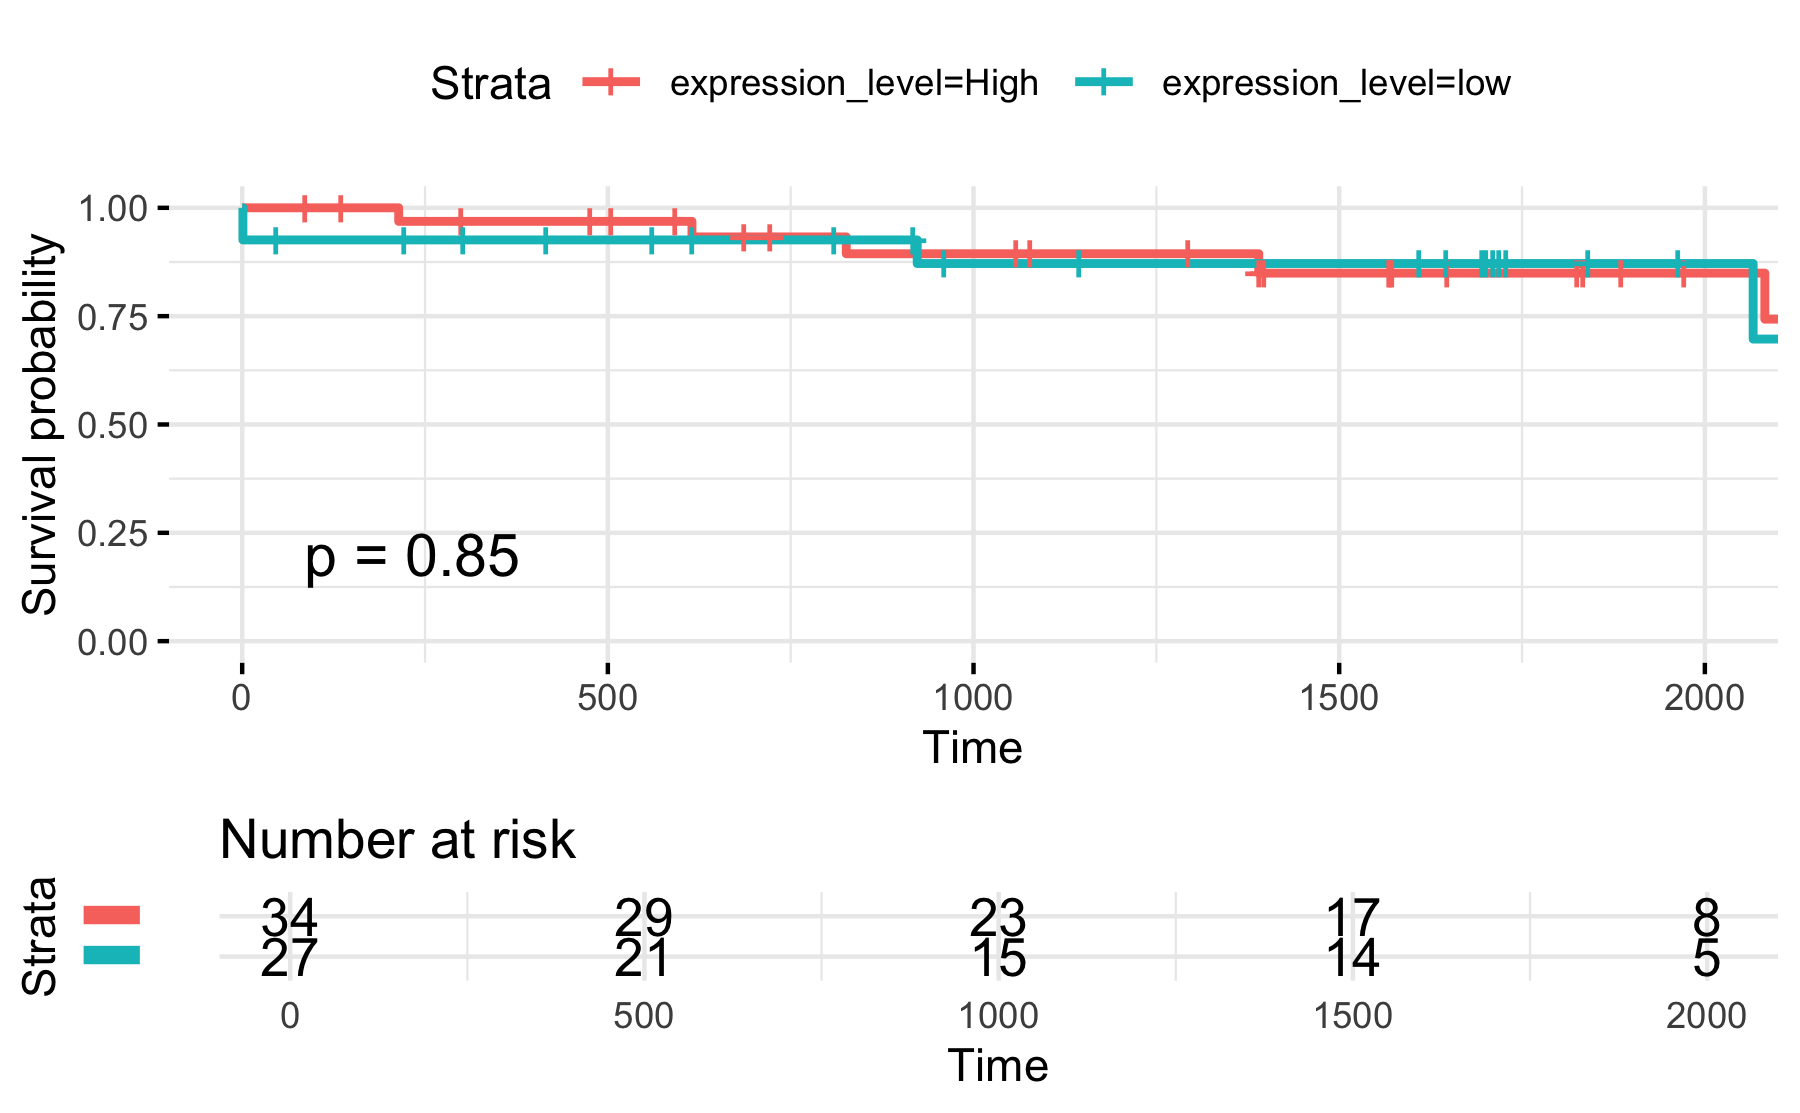 Strata expression_level=High expression_level=low
Survival probability
1.00
0.75
0.50
0.25
0.00
p = 0.85
0 500 1000 1500 2000
Time
Number at risk
Strata
34 29 23 17 8
27 21 15 14 5
0 500 1000 1500 2000
Time